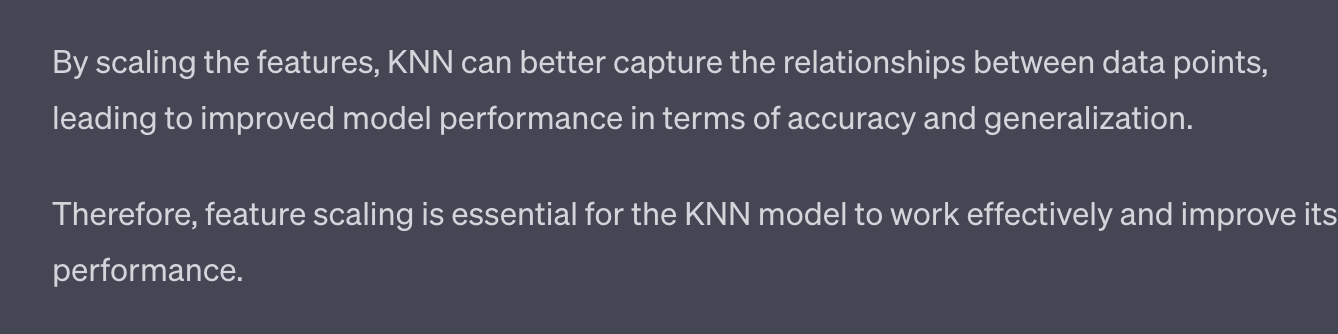 By scaling the features, KNN can better capture the relationships between data points,
leading to improved model performance in terms of accuracy and generalization.
Therefore, feature scaling is essential for the KNN model to work effectively and improve its
performance.